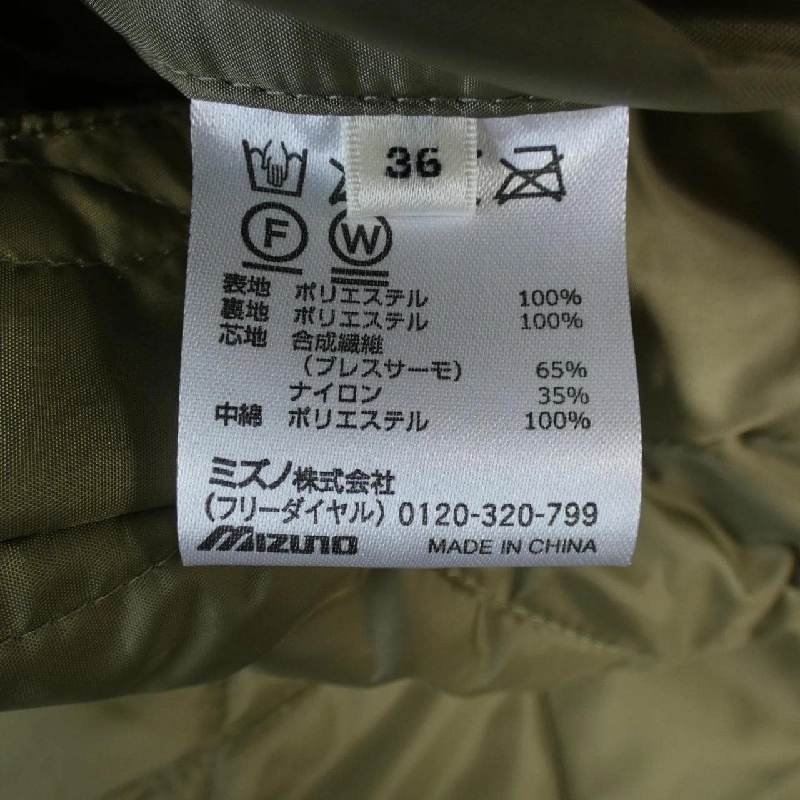 36
F W
表地 ポリエステル 100%
裏地 ポリエステル 100%
芯地 合成繊維
(ブレスサーモ) 65%
ナイロン 35%
中綿 ポリエステル 100%
ミズノ株式会社
(フリーダイヤル) 0120-320-799
MIZUNO MADE IN CHINA